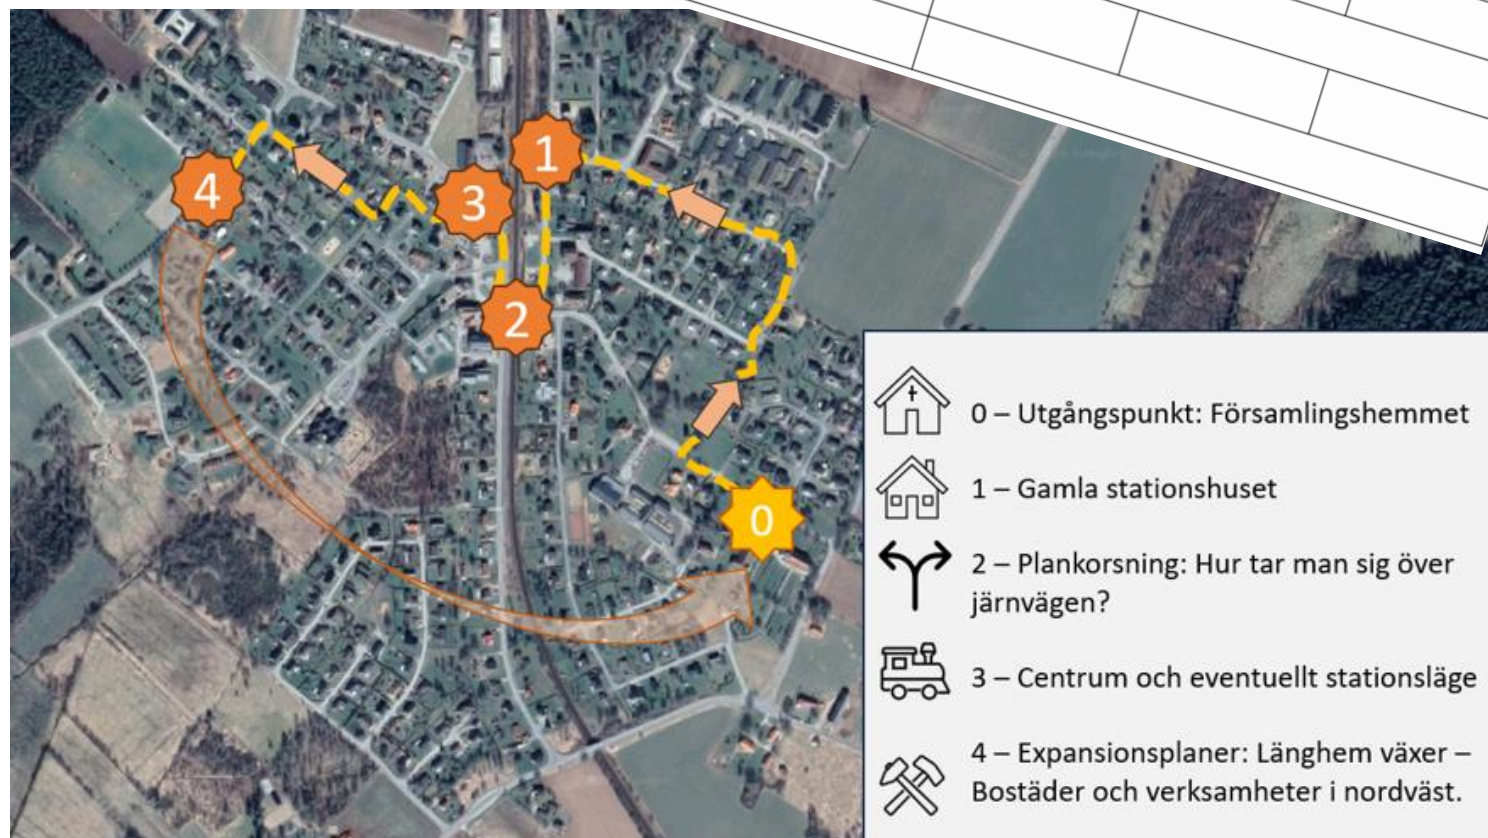 1
4
3
2
0
0 – Utgångspunkt: Församlingshemmet
1 – Gamla stationshuset
2 – Plankorsning: Hur tar man sig över
järnvägen?
3 – Centrum och eventuellt stationsläge
4 – Expansionsplaner: Länghem växer –
Bostäder och verksamheter i nordväst.